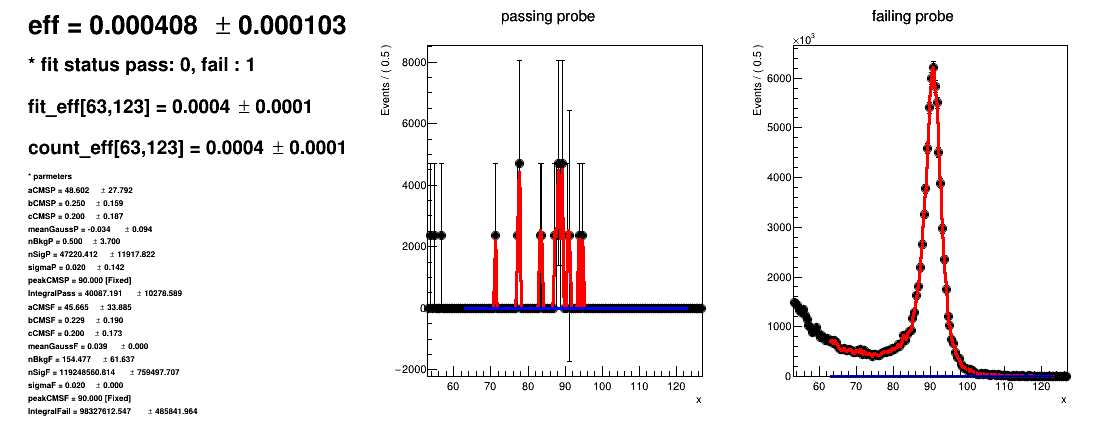 eff = 0.000408 ± 0.000103
* fit status pass: 0, fail : 1
fit_eff[63,123] = 0.0004 ± 0.0001
count_eff[63,123] = 0.0004 ± 0.0001
* parmeters
aCMSP = 48.602 ± 27.792
bCMSP = 0.250 ± 0.159
cCMSP = 0.200 ± 0.187
meanGaussP = -0.034 ± 0.094
nBkgP = 0.500 ± 3.700
nSigP = 47220.412 ± 11917.822
sigmaP = 0.020 ± 0.142
peakCMSP = 90.000 [Fixed]
IntegralPass = 40087.191 ± 10278.589
aCMSF = 45.665 ± 33.885
bCMSF = 0.229 ± 0.190
cCMSF = 0.200 ± 0.173
meanGaussF = 0.039 ± 0.000
nBkgF = 154.477 ± 61.637
nSigF = 119248560.814 ± 759497.707
sigmaF = 0.020 ± 0.000
peakCMSF = 90.000 [Fixed]
IntegralFail = 98327612.547 ± 485841.964
passing probe
Events / ( 0.5 )
8000
6000
4000
2000
0
−2000
60 70 80 90 100 110 120
x
failing probe
×10³
Events / ( 0.5 )
6000
5000
4000
3000
2000
1000
0
60 70 80 90 100 110 120
x